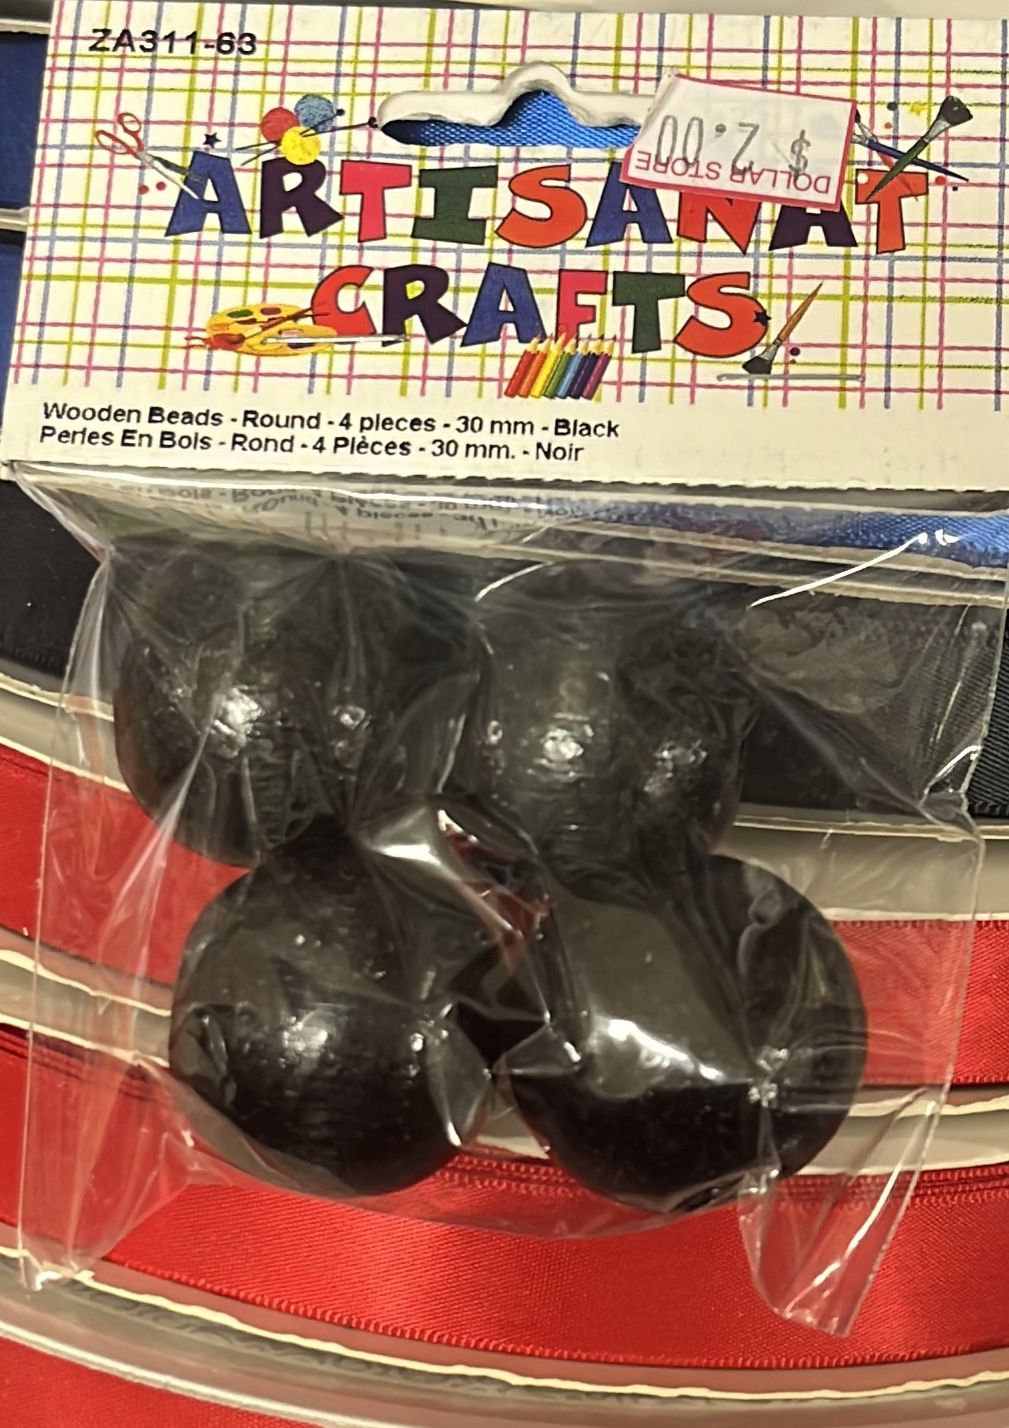 ZA311-63
$ 2.00
DOLLAR STORE
ARTISANAT
CRAFTS
Wooden Beads - Round - 4 pieces - 30 mm - Black
Perles En Bois - Rond - 4 Pièces - 30 mm. - Noir